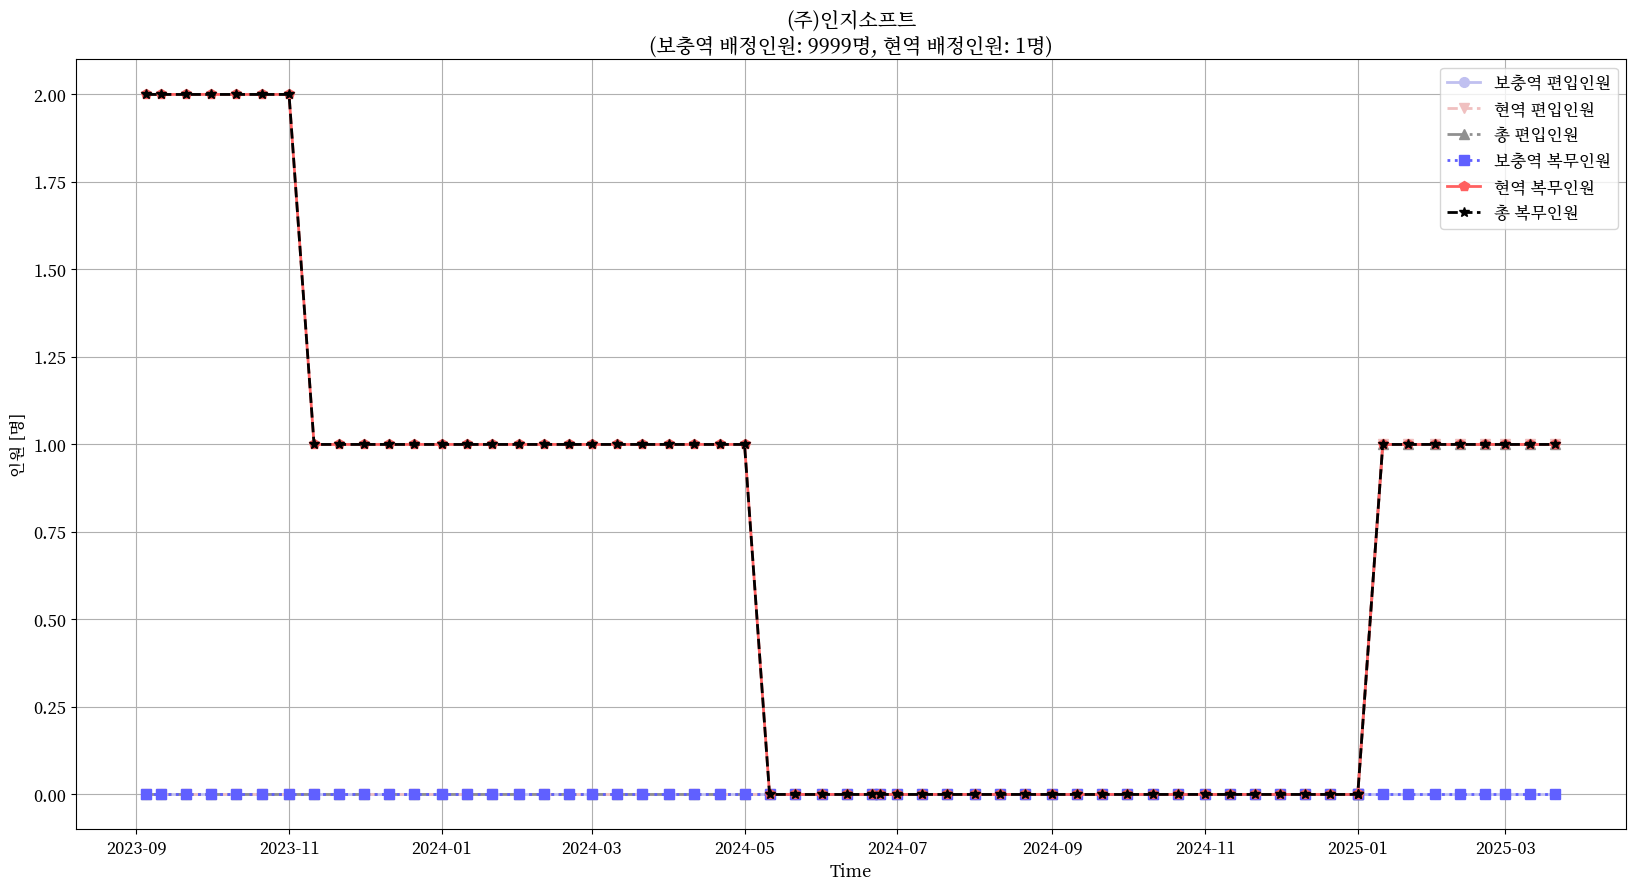 (주)인지소프트
(보충역 배정인원: 9999명, 현역 배정인원: 1명)
보충역 편입인원
현역 편입인원
총 편입인원
보충역 복무인원
현역 복무인원
총 복무인원
인원 [명]
2.00
1.75
1.50
1.25
1.00
0.75
0.50
0.25
0.00
2023-09
2023-11
2024-01
2024-03
2024-05
2024-07
2024-09
2024-11
2025-01
2025-03
Time